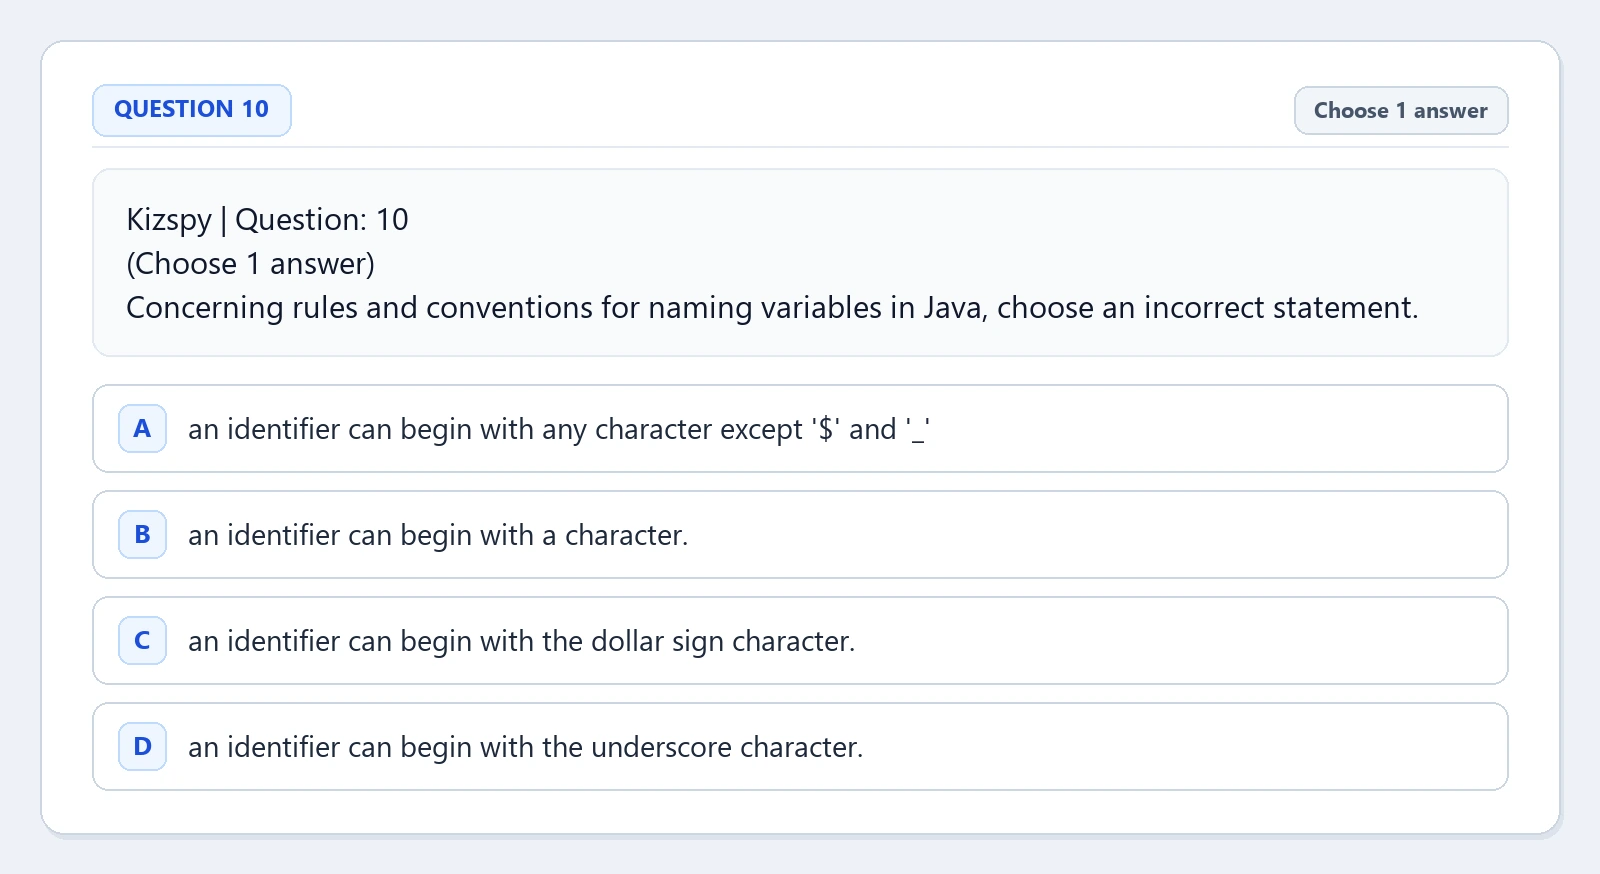 QUESTION 10
Choose 1 answer
Kizspy | Question: 10
(Choose 1 answer)
Concerning rules and conventions for naming variables in Java, choose an incorrect statement.
A an identifier can begin with any character except '$' and '_'
B an identifier can begin with a character.
C an identifier can begin with the dollar sign character.
D an identifier can begin with the underscore character.